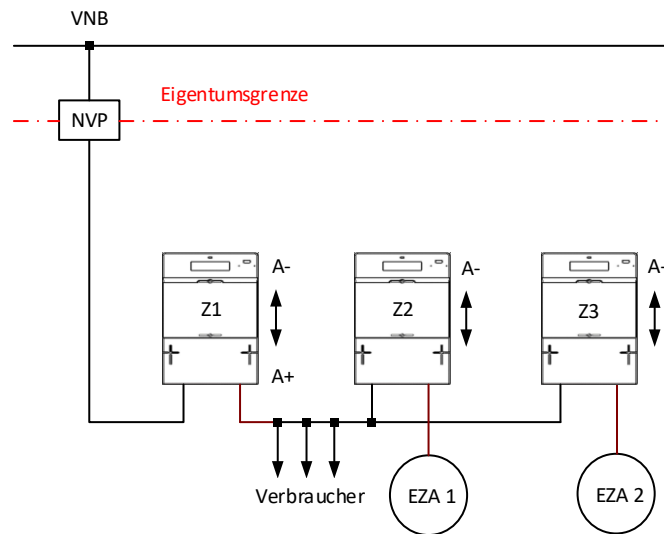 VNB
Eigentumsgrenze
NVP
A-
A-
A-
Z1
Z2
Z3
A+
Verbraucher
EZA 1
EZA 2